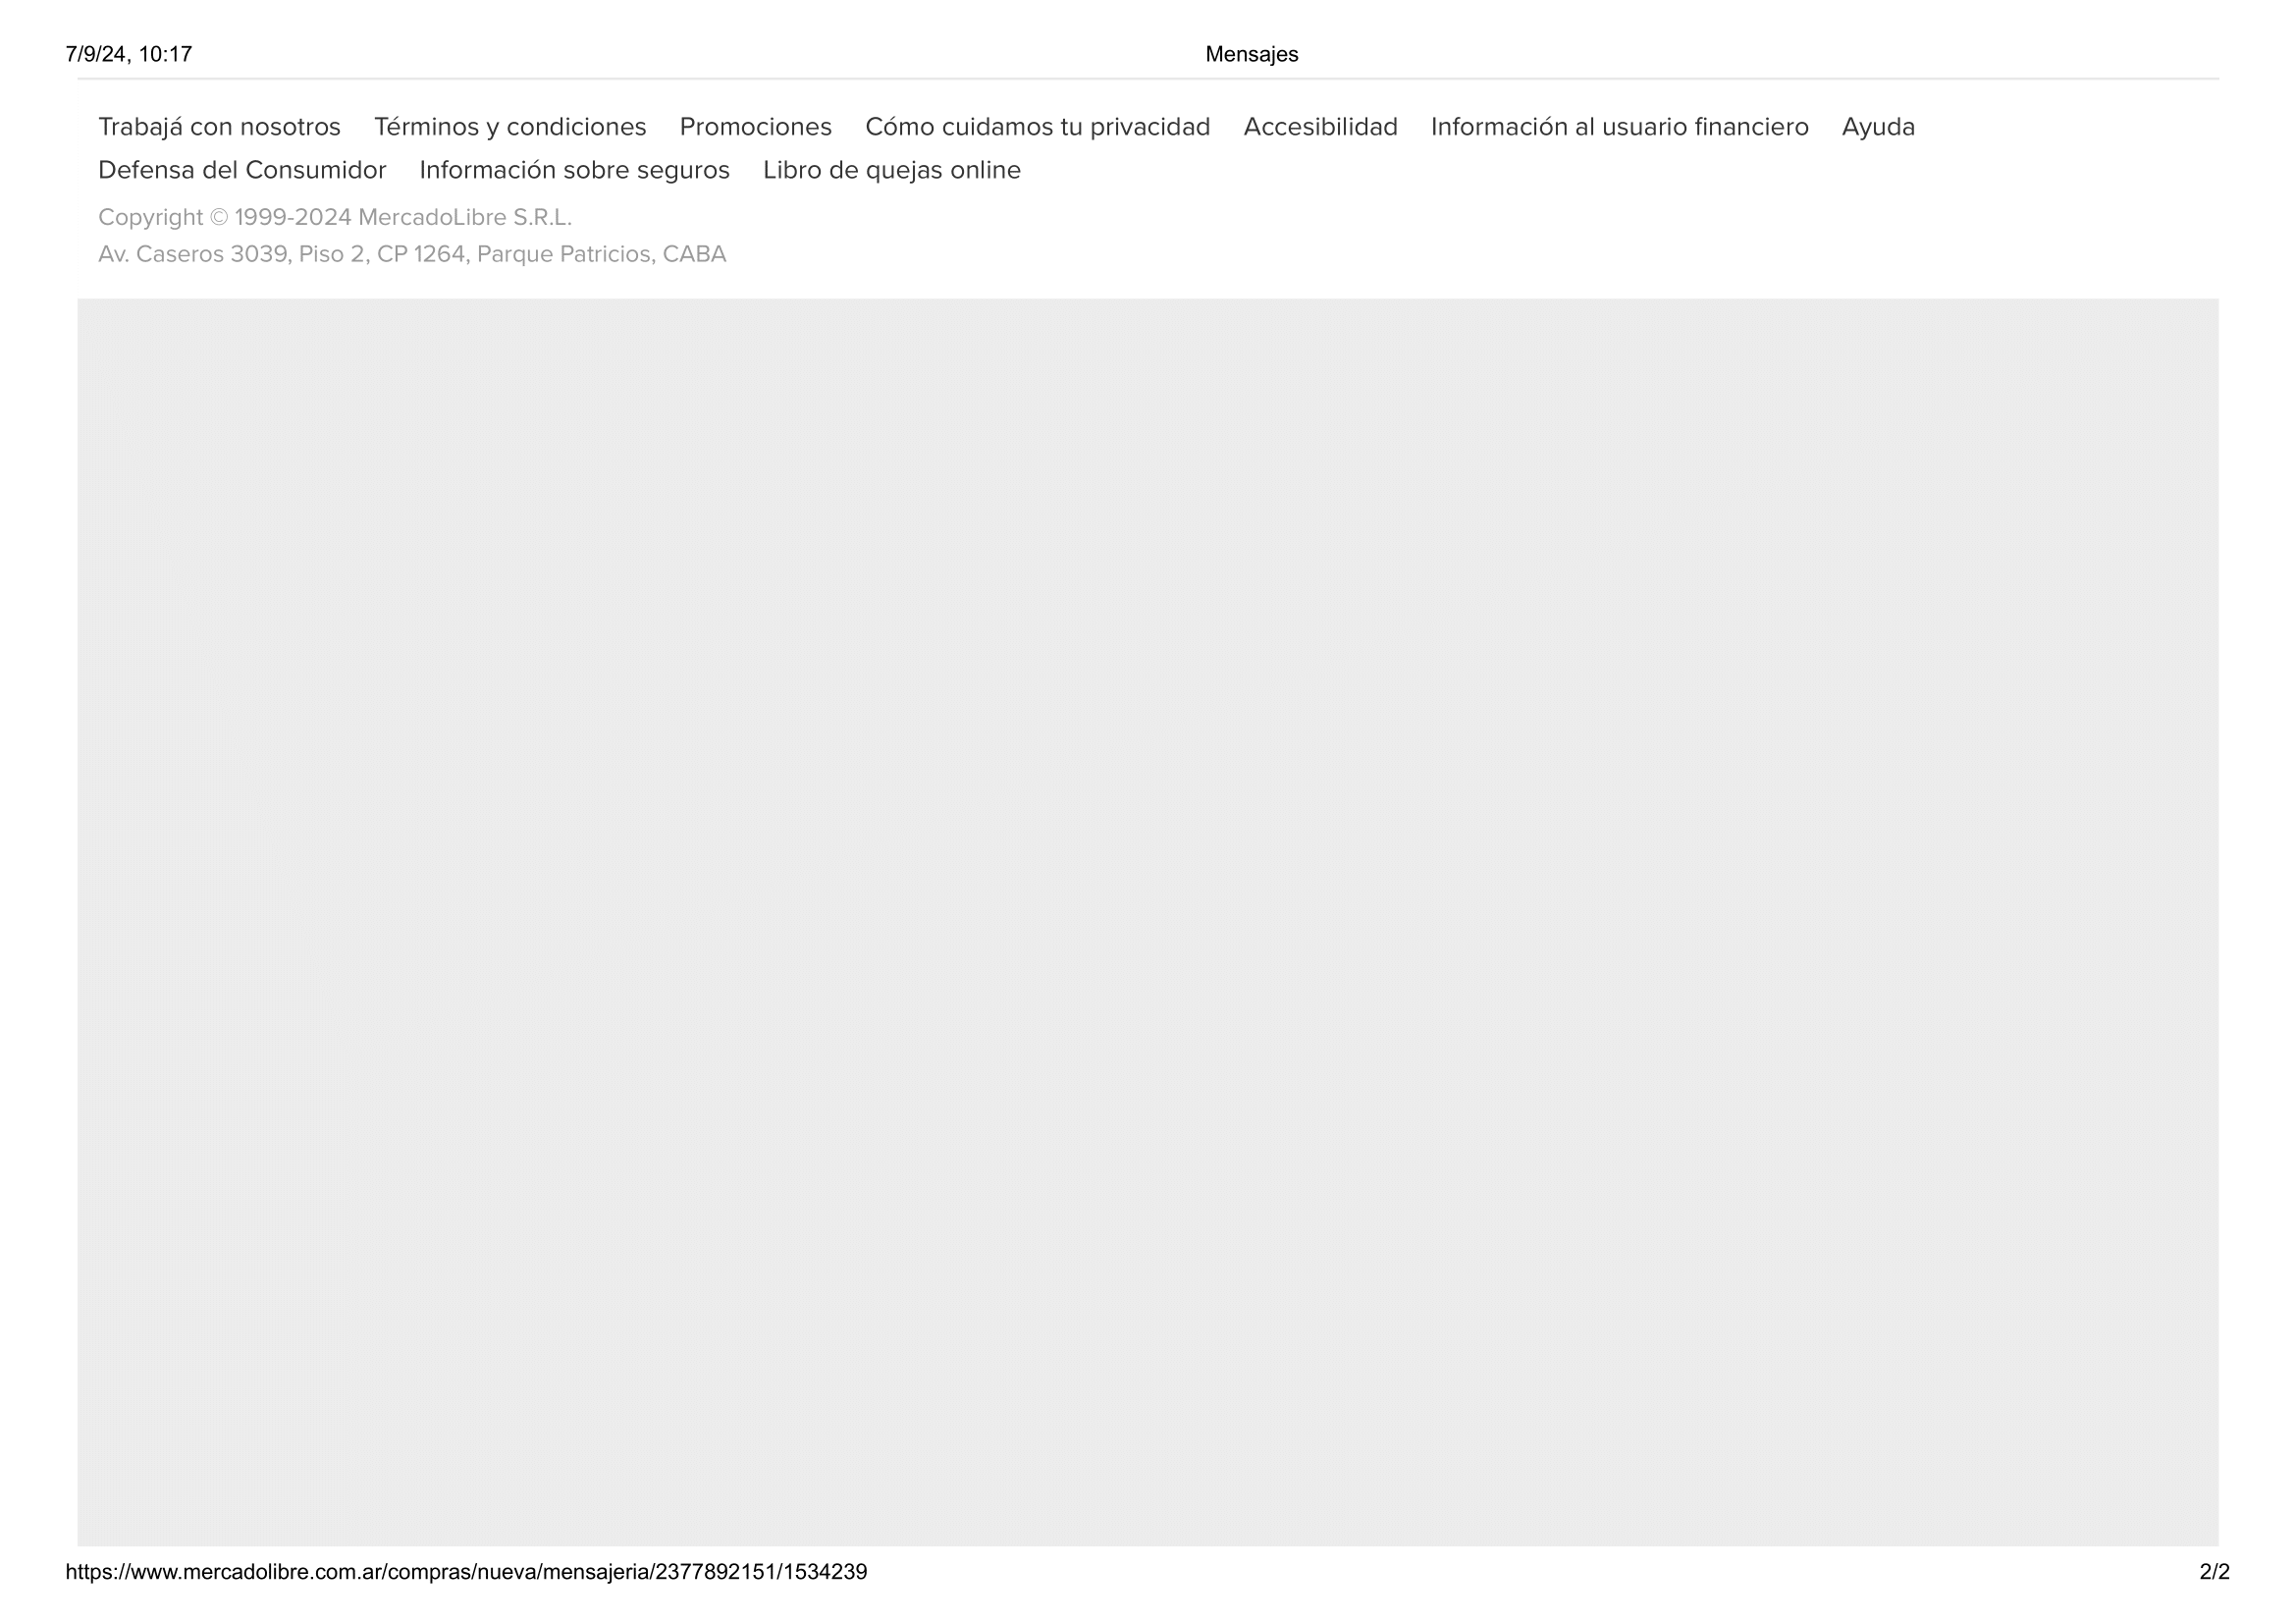 7/9/24, 10:17 Mensajes
Trabajá con nosotros Términos y condiciones Promociones Cómo cuidamos tu privacidad Accesibilidad Información al usuario financiero Ayuda
Defensa del Consumidor Información sobre seguros Libro de quejas online
Copyright © 1999-2024 MercadoLibre S.R.L.
Av. Caseros 3039, Piso 2, CP 1264, Parque Patricios, CABA
https://www.mercadolibre.com.ar/compras/nueva/mensajeria/2377892151/1534239 2/2